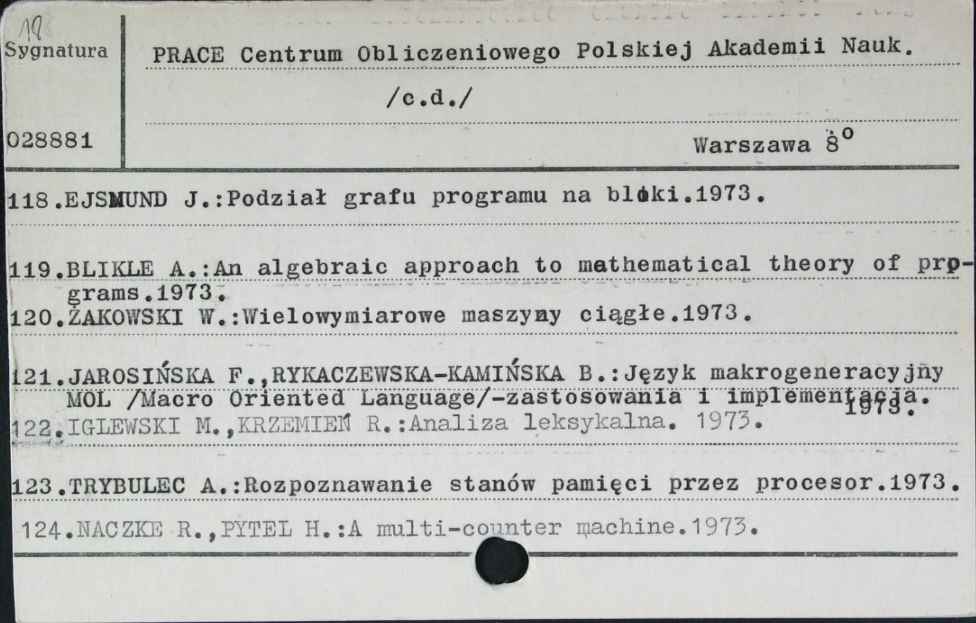 18
Sygnatura
PRACE Centrum Obliczeniowego Polskiej Akademii Nauk.
/c.d./
028881
Warszawa 8°
118.EJSMUND J.:Podział grafu programu na bloki.1973.
119.BLIKLE A.:An algebraic approach to mathematical theory of pro-
grams.1973.
120.ŻAKOWSKI W.:Wielowymiarowe maszyny ciągłe.1973.
121.JAROSIŃSKA F.,RYKACZEWSKA-KAMIŃSKA B.:Język makrogeneracyjny
MOL /Macro Oriented Language/-zastosowania i implementacja.
1973.
122.IGLEWSKI M.,KRZEMIEŃ R.:Analiza leksykalna. 1973.
123.TRYBULEC A.:Rozpoznawanie stanów pamięci przez procesor.1973.
124.NACZKE R.,PYTEL H.:A multi-counter machine.1973.